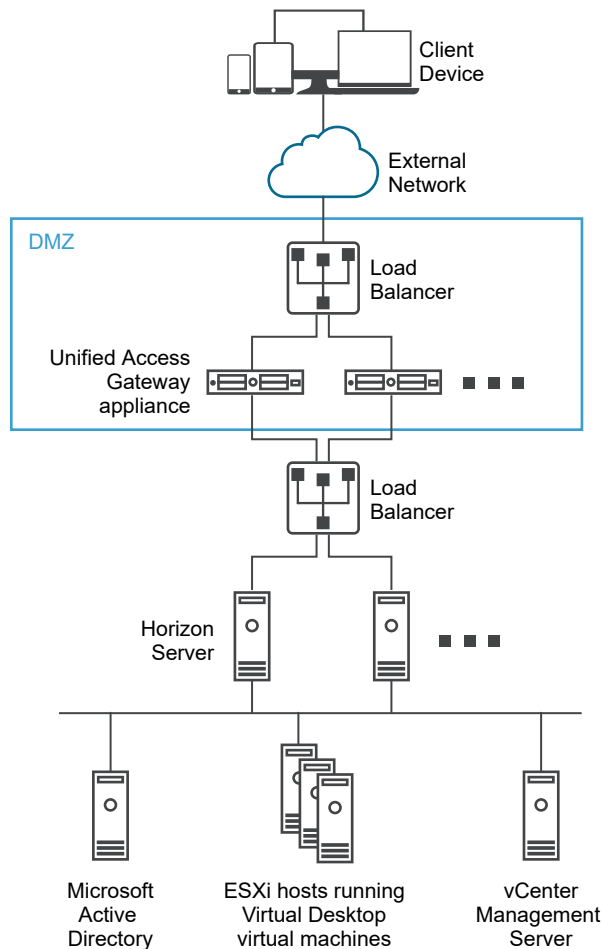 Client
Device
External
Network
DMZ
Load
Balancer
Unified Access
Gateway
appliance
Load
Balancer
Horizon
Server
Microsoft
Active
Directory
ESXi hosts running
Virtual Desktop
virtual machines
vCenter
Management
Server